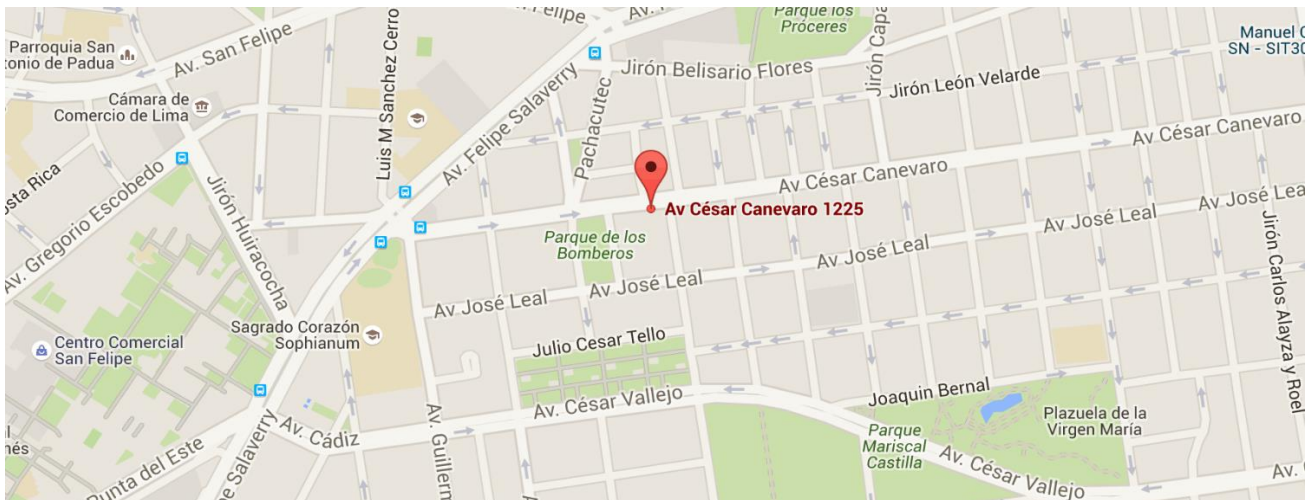 Felipe
Parque los
Próceres
Parroquia San
tonio de Padua
Av. San Felipe
Luis M Sanchez Cerro
Av. Felipe Salaverry
Pachacutec
Jirón Belisario Flores
Jirón Capa
Jirón León Velarde
Manuel
SN - SIT30
Cámara de
Comercio de Lima
osta Rica
Av. Gregorio Escobedo
Jirón Huiracocha
Av César Canevaro
Av César Canevaro
Av César Canevaro 1225
Parque de los
Bomberos
Av José Leal
Av José Leal
Av José Leal
Av José Leal
Jirón Carlos Alayza y Roel
Sagrado Corazón
Sophianum
Centro Comercial
San Felipe
Julio Cesar Tello
Joaquin Bernal
Av. César Vallejo
Plazuela de la
Virgen María
Parque
Mariscal
Castilla
Av. Cádiz
Av. Guillerm
Punta del Este
pe Salaverry
nés
Av. César Vallejo
Av.